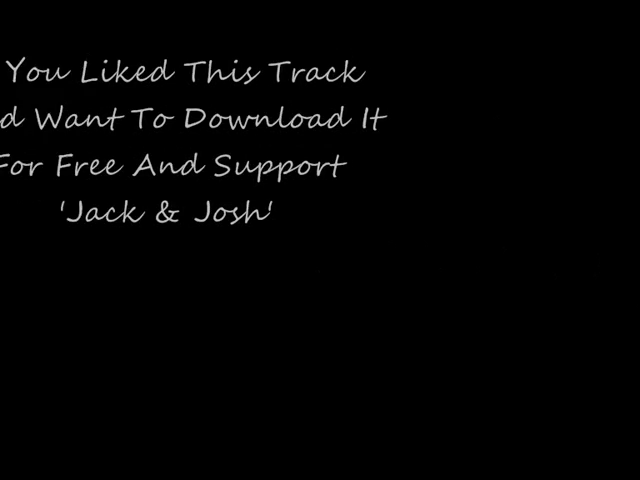 You Liked This Track
d Want To Download It
For Free And Support
'Jack & Josh'